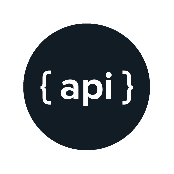 { api }